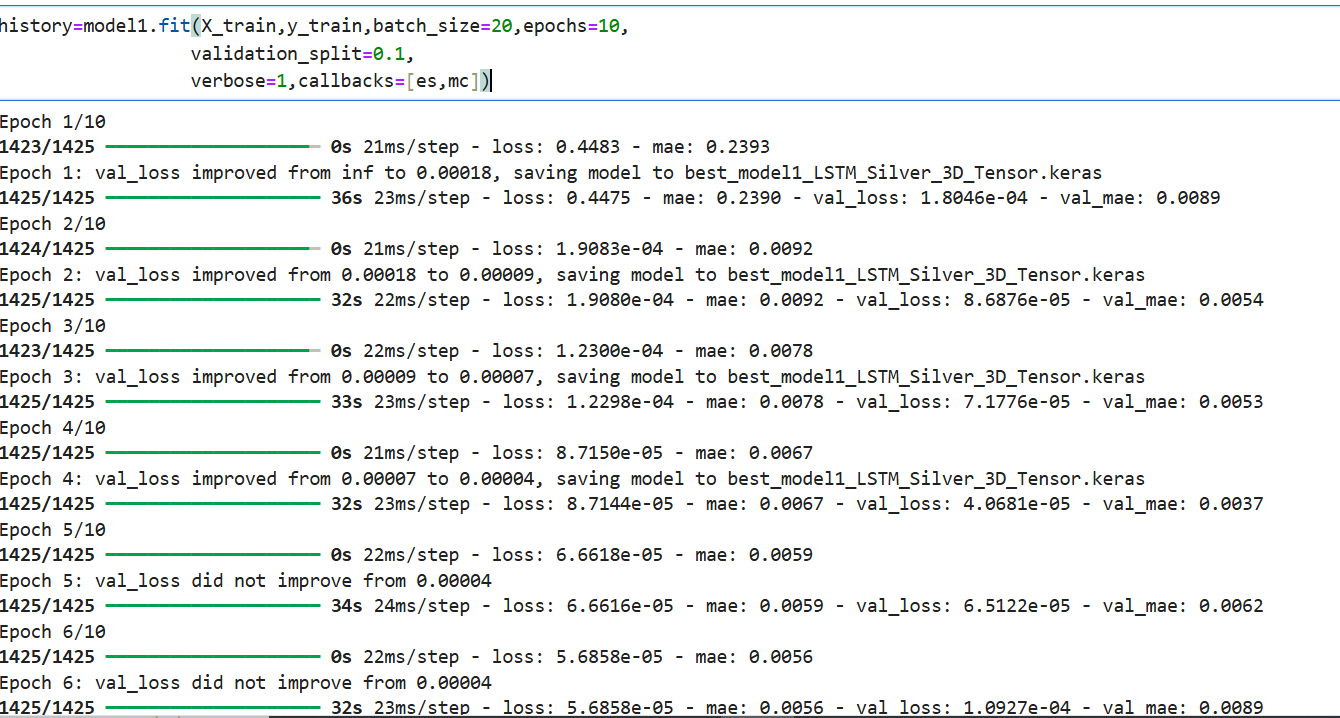 history=model1.fit(X_train,y_train,batch_size=20,epochs=10,
validation_split=0.1,
verbose=1,callbacks=[es,mc])
Epoch 1/10
1423/1425 0s 21ms/step - loss: 0.4483 - mae: 0.2393
Epoch 1: val_loss improved from inf to 0.00018, saving model to best_model1_LSTM_Silver_3D_Tensor.keras
1425/1425 36s 23ms/step - loss: 0.4475 - mae: 0.2390 - val_loss: 1.8046e-04 - val_mae: 0.0089
Epoch 2/10
1424/1425 0s 21ms/step - loss: 1.9083e-04 - mae: 0.0092
Epoch 2: val_loss improved from 0.00018 to 0.00009, saving model to best_model1_LSTM_Silver_3D_Tensor.keras
1425/1425 32s 22ms/step - loss: 1.9080e-04 - mae: 0.0092 - val_loss: 8.6876e-05 - val_mae: 0.0054
Epoch 3/10
1423/1425 0s 22ms/step - loss: 1.2300e-04 - mae: 0.0078
Epoch 3: val_loss improved from 0.00009 to 0.00007, saving model to best_model1_LSTM_Silver_3D_Tensor.keras
1425/1425 33s 23ms/step - loss: 1.2298e-04 - mae: 0.0078 - val_loss: 7.1776e-05 - val_mae: 0.0053
Epoch 4/10
1425/1425 0s 21ms/step - loss: 8.7150e-05 - mae: 0.0067
Epoch 4: val_loss improved from 0.00007 to 0.00004, saving model to best_model1_LSTM_Silver_3D_Tensor.keras
1425/1425 32s 23ms/step - loss: 8.7144e-05 - mae: 0.0067 - val_loss: 4.0681e-05 - val_mae: 0.0037
Epoch 5/10
1425/1425 0s 22ms/step - loss: 6.6618e-05 - mae: 0.0059
Epoch 5: val_loss did not improve from 0.00004
1425/1425 34s 24ms/step - loss: 6.6616e-05 - mae: 0.0059 - val_loss: 6.5122e-05 - val_mae: 0.0062
Epoch 6/10
1425/1425 0s 22ms/step - loss: 5.6858e-05 - mae: 0.0056
Epoch 6: val_loss did not improve from 0.00004
1425/1425 32s 23ms/step - loss: 5.6858e-05 - mae: 0.0056 - val_loss: 1.0927e-04 - val_mae: 0.0089